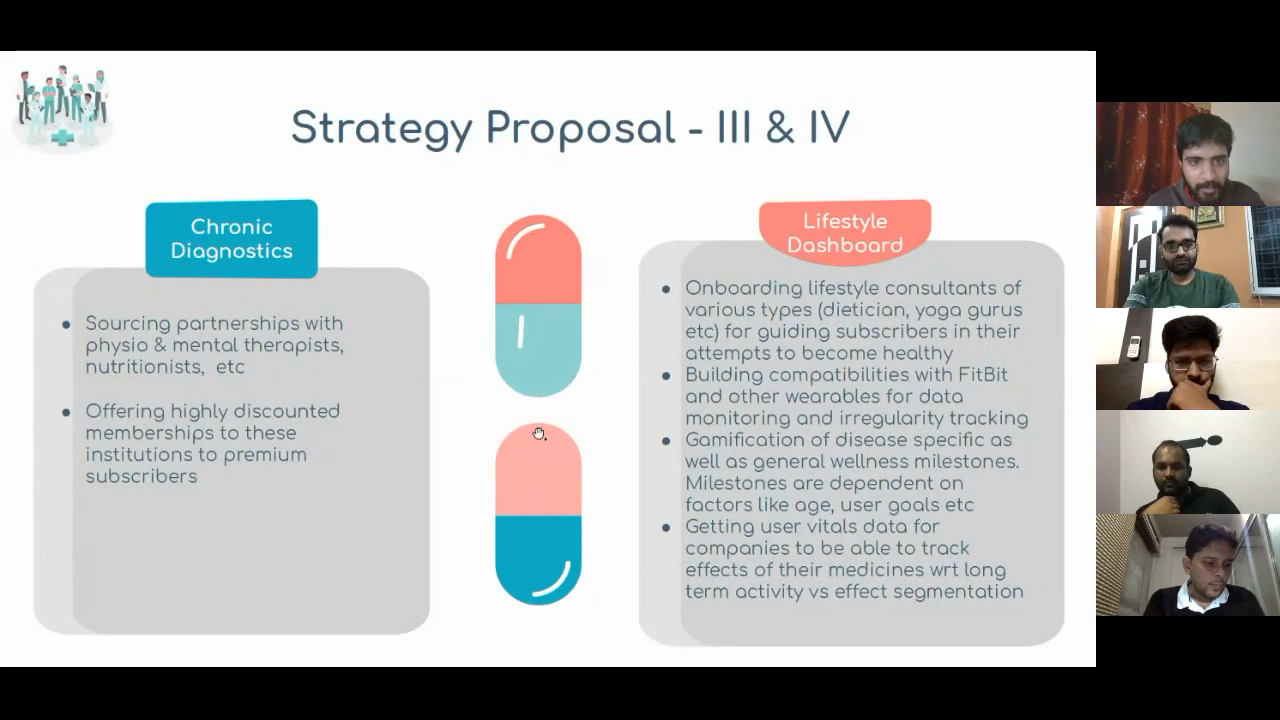 Strategy Proposal - III & IV
Chronic
Diagnostics
● Sourcing partnerships with
physio & mental therapists,
nutritionists, etc
● Offering highly discounted
memberships to these
institutions to premium
subscribers
Lifestyle
Dashboard
● Onboarding lifestyle consultants of
various types (dietician, yoga gurus
etc) for guiding subscribers in their
attempts to become healthy
● Building compatibilities with FitBit
and other wearables for data
monitoring and irregularity tracking
● Gamification of disease specific as
well as general wellness milestones.
Milestones are dependent on
factors like age, user goals etc
● Getting user vitals data for
companies to be able to track
effects of their medicines wrt long
term activity vs effect segmentation